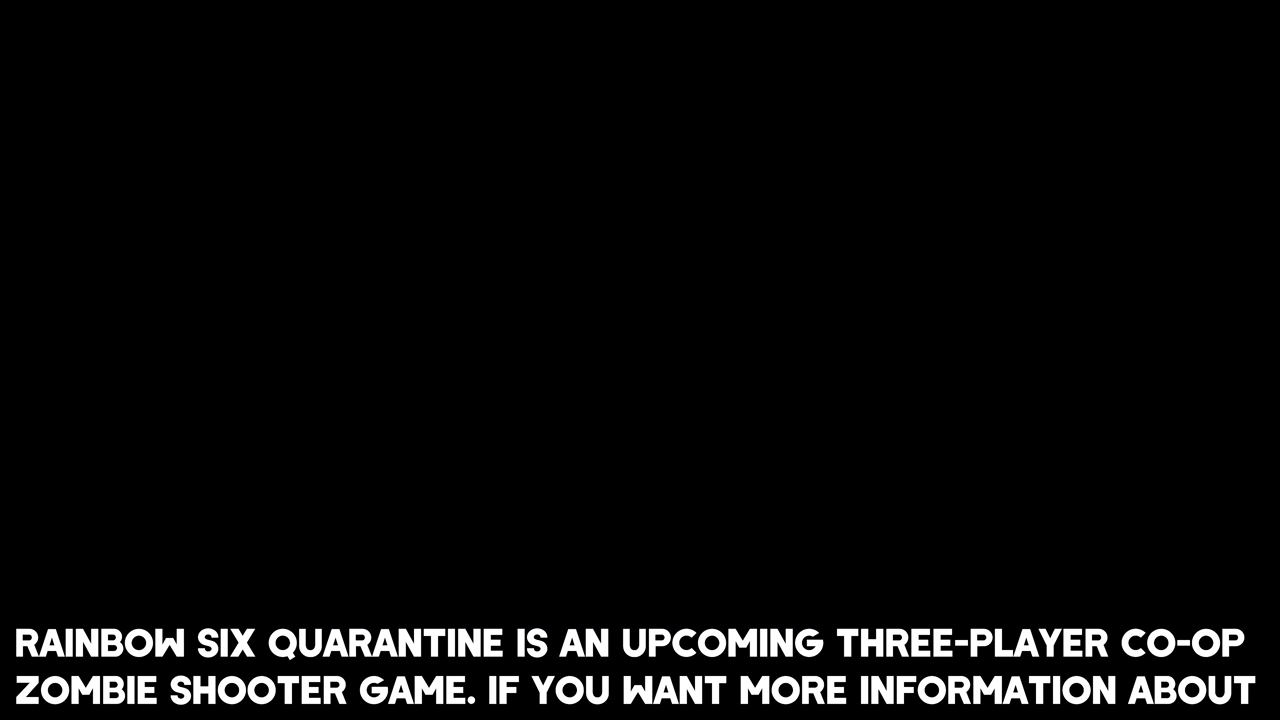 RAINBOW SIX QUARANTINE IS AN UPCOMING THREE-PLAYER CO-OP
ZOMBIE SHOOTER GAME. IF YOU WANT MORE INFORMATION ABOUT